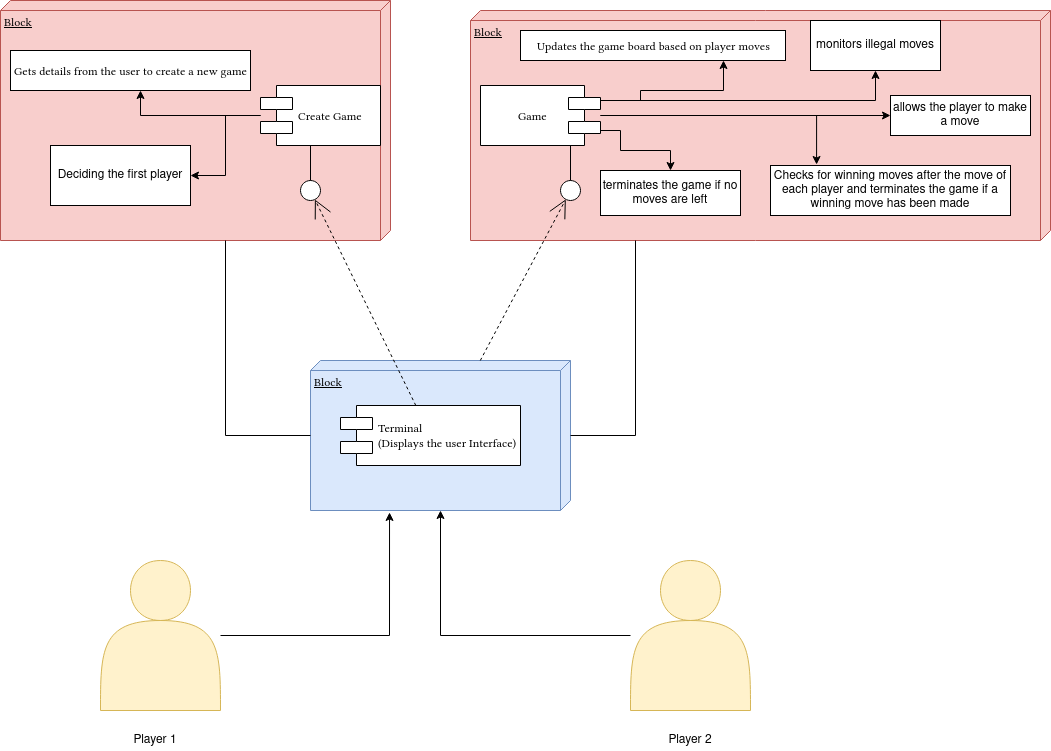 Block
Gets details from the user to create a new game
Create Game
Deciding the first player
Block
Updates the game board based on player moves
monitors illegal moves
Game
allows the player to make
a move
terminates the game if no
moves are left
Checks for winning moves after the move of
each player and terminates the game if a
winning move has been made
Block
Terminal
(Displays the user Interface)
Player 1
Player 2